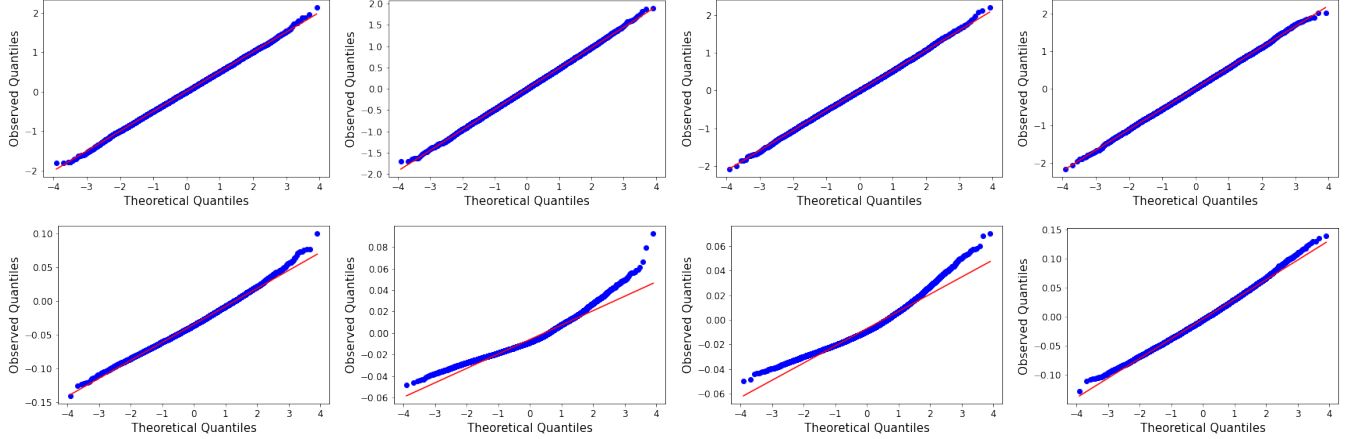 2
1
0
−1
−2
Observed Quantiles
−4 −3 −2 −1 0 1 2 3 4
Theoretical Quantiles
2.0
1.5
1.0
0.5
0.0
−0.5
−1.0
−1.5
−2.0
Observed Quantiles
−4 −3 −2 −1 0 1 2 3 4
Theoretical Quantiles
2
1
0
−1
−2
Observed Quantiles
−4 −3 −2 −1 0 1 2 3 4
Theoretical Quantiles
2
1
0
−1
−2
Observed Quantiles
−4 −3 −2 −1 0 1 2 3 4
Theoretical Quantiles
0.10
0.05
0.00
−0.05
−0.10
−0.15
Observed Quantiles
−4 −3 −2 −1 0 1 2 3 4
Theoretical Quantiles
0.08
0.06
0.04
0.02
0.00
−0.02
−0.04
−0.06
Observed Quantiles
−4 −3 −2 −1 0 1 2 3 4
Theoretical Quantiles
0.06
0.04
0.02
0.00
−0.02
−0.04
−0.06
Observed Quantiles
−4 −3 −2 −1 0 1 2 3 4
Theoretical Quantiles
0.15
0.10
0.05
0.00
−0.05
−0.10
Observed Quantiles
−4 −3 −2 −1 0 1 2 3 4
Theoretical Quantiles